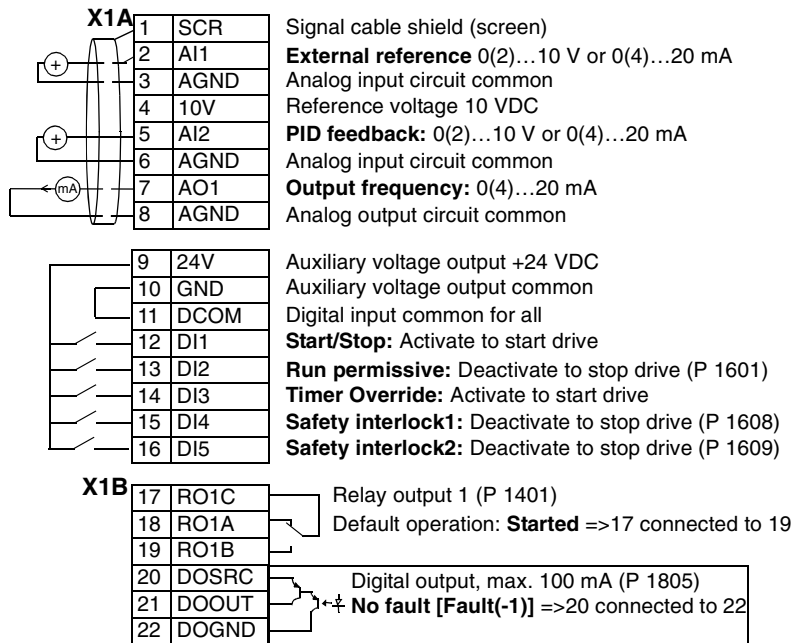 X1A
1 SCR Signal cable shield (screen)
2 AI1 External reference 0(2)…10 V or 0(4)…20 mA
3 AGND Analog input circuit common
4 10V Reference voltage 10 VDC
5 AI2 PID feedback: 0(2)…10 V or 0(4)…20 mA
6 AGND Analog input circuit common
mA 7 AO1 Output frequency: 0(4)…20 mA
8 AGND Analog output circuit common
9 24V Auxiliary voltage output +24 VDC
10 GND Auxiliary voltage output common
11 DCOM Digital input common for all
12 DI1 Start/Stop: Activate to start drive
13 DI2 Run permissive: Deactivate to stop drive (P 1601)
14 DI3 Timer Override: Activate to start drive
15 DI4 Safety interlock1: Deactivate to stop drive (P 1608)
16 DI5 Safety interlock2: Deactivate to stop drive (P 1609)
X1B
17 RO1C Relay output 1 (P 1401)
18 RO1A Default operation: Started =>17 connected to 19
19 RO1B
20 DOSRC Digital output, max. 100 mA (P 1805)
21 DOOUT No fault [Fault(-1)] =>20 connected to 22
22 DOGND